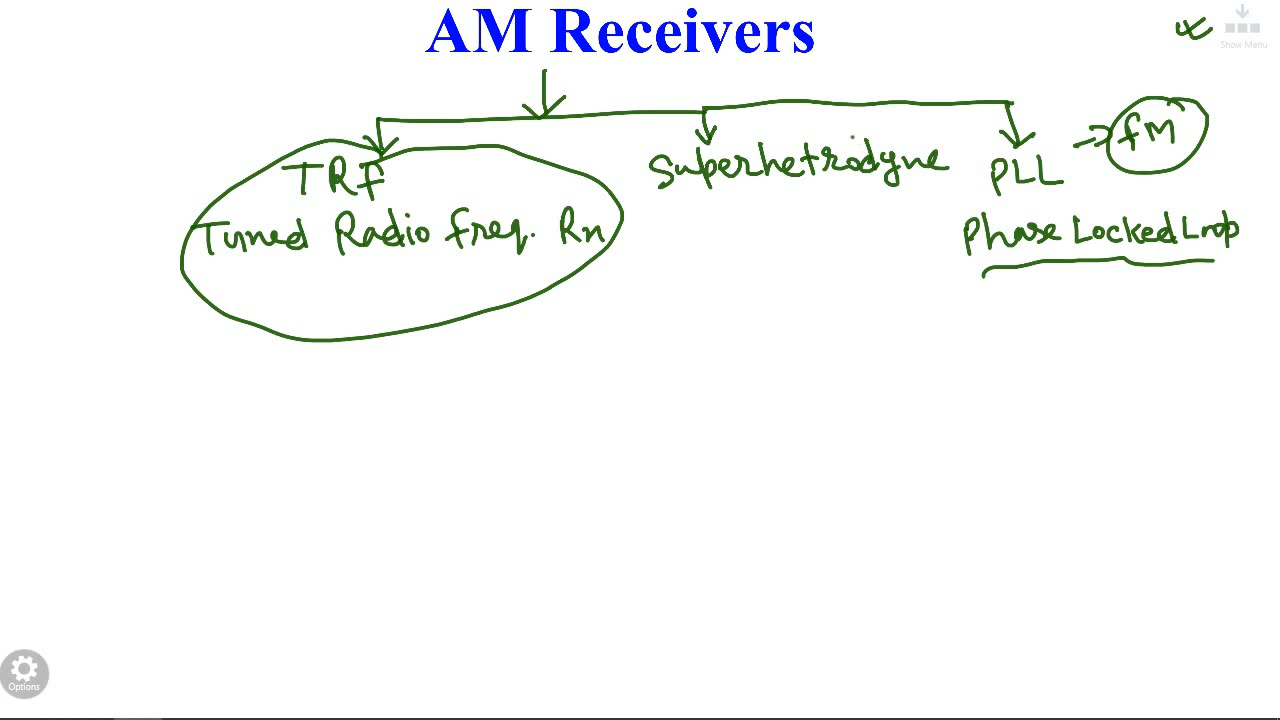 AM Receivers
Show Menu
TRF
Superhetrodyne
PLL → fM
Tuned Radio freq. Rn
Phase Locked Loop
Options